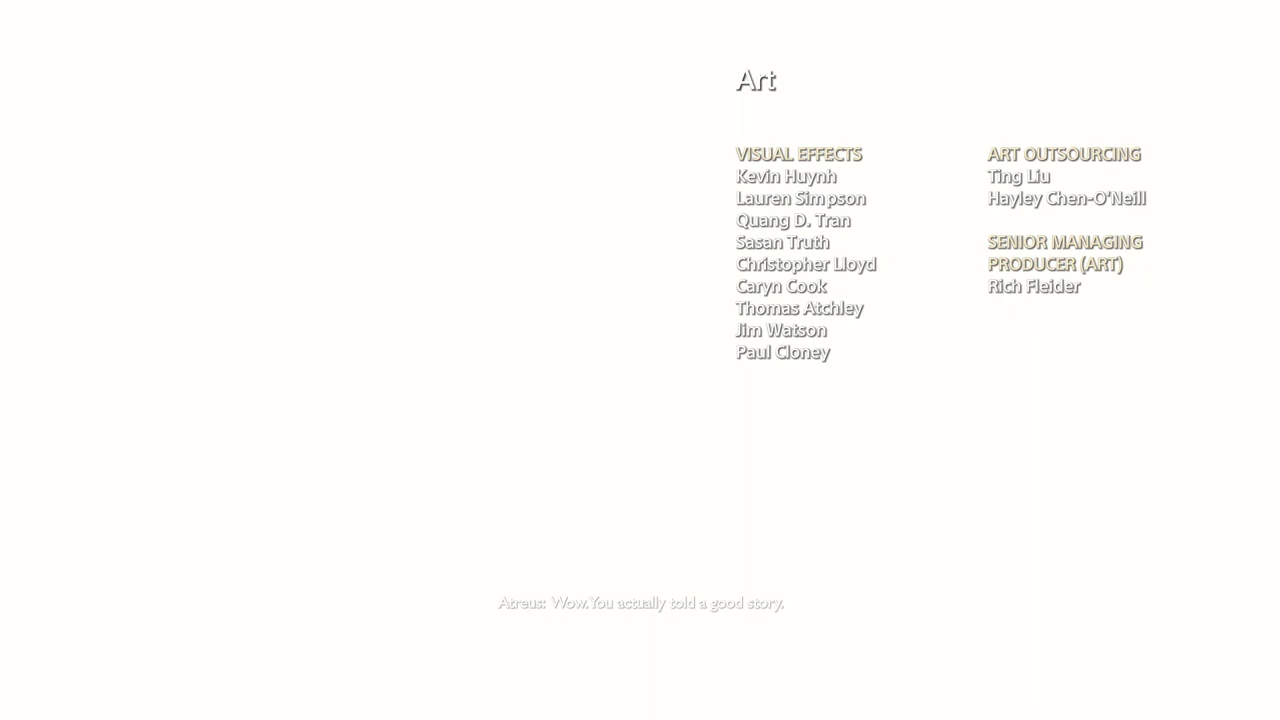 Art
VISUAL EFFECTS
Kevin Huynh
Lauren Simpson
Quang D. Tran
Sasan Truth
Christopher Lloyd
Caryn Cook
Thomas Atchley
Jim Watson
Paul Cloney
ART OUTSOURCING
Ting Liu
Hayley Chen-O'Neill
SENIOR MANAGING
PRODUCER (ART)
Rich Fleider
Atreus: Wow. You actually told a good story.